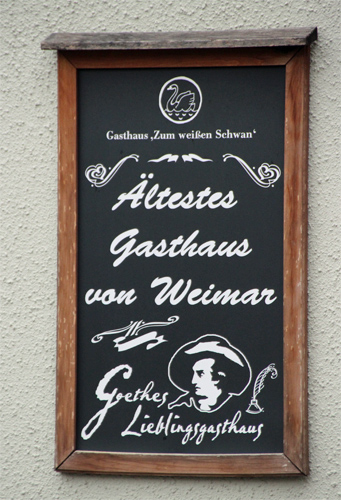 Gasthaus ‚Zum weißen Schwan‘
Ältestes
Gasthaus
von Weimar
Goethes
Lieblingsgasthaus